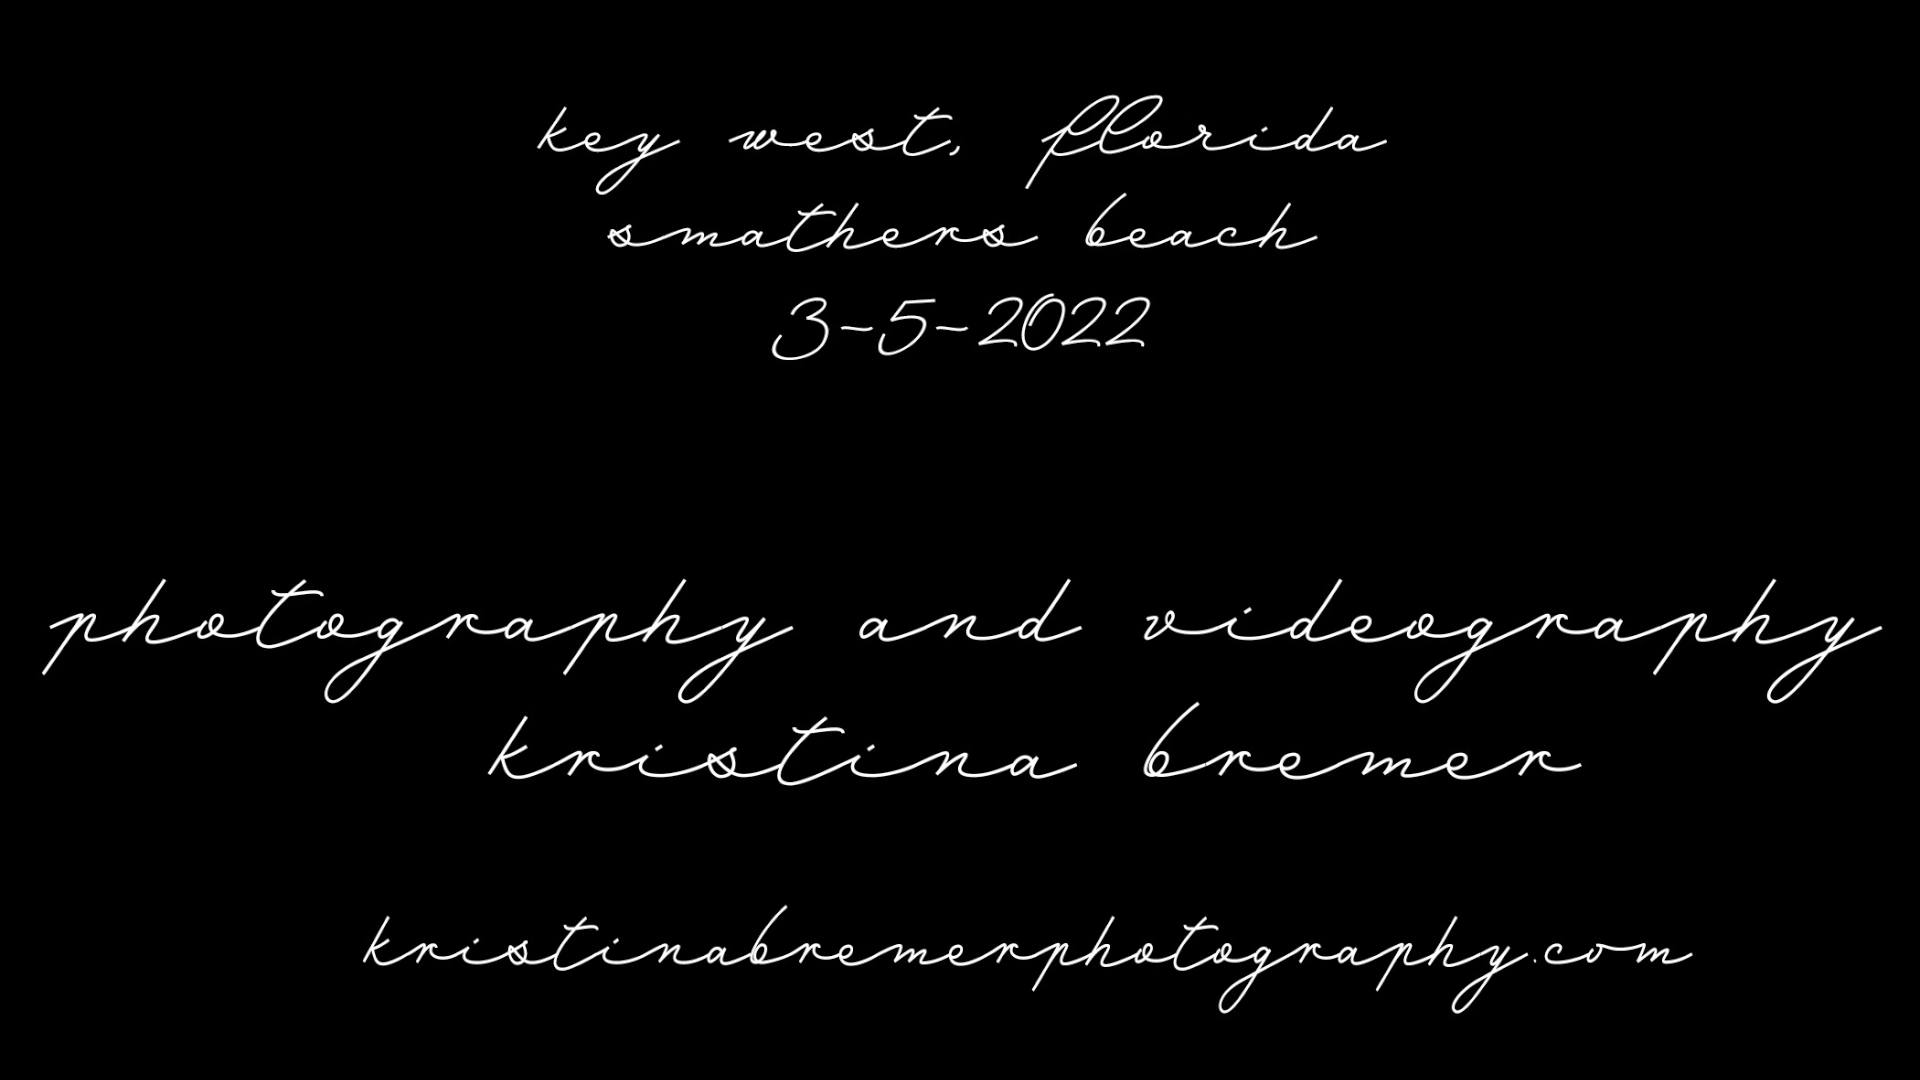 key west, florida
smathers beach
3-5-2022
photography and videography
kristina bremer
kristinabremerphotography.com